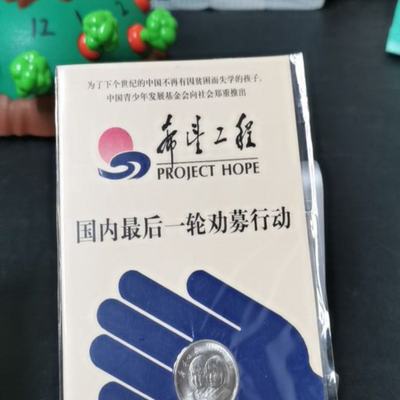 12
1
2
为了下个世纪的中国不再有因贫困而失学的孩子,
中国青少年发展基金会向社会郑重推出
希望工程
PROJECT HOPE
国内最后一轮劝募行动